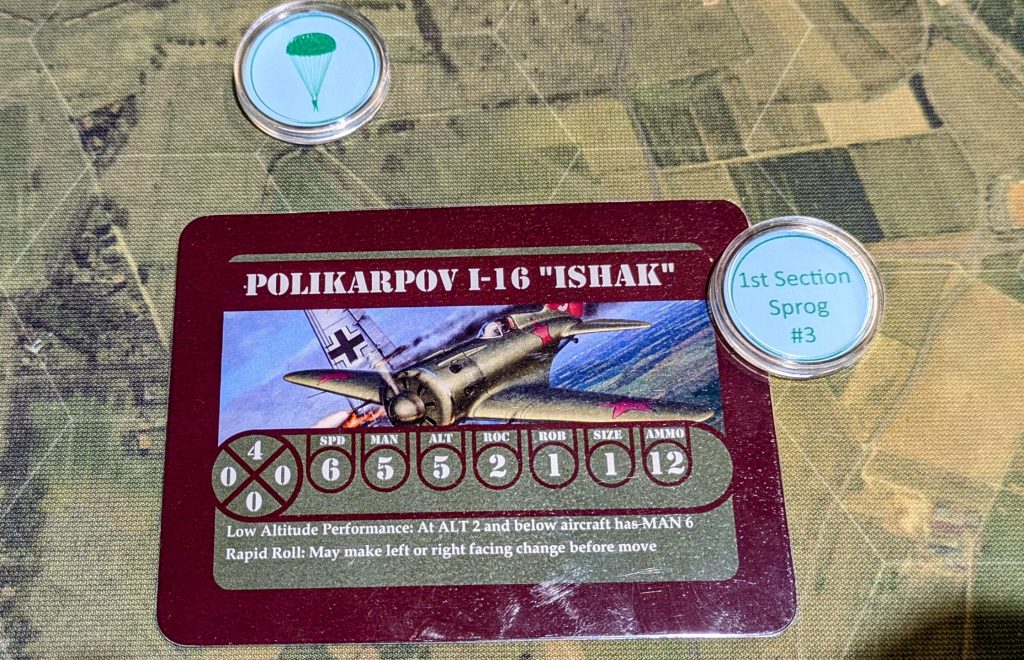 POLIKARPOV I-16 "ISHAK"
1st Section
Sprog
#3
4
0 0
0
SPD MAN ALT ROC ROB SIZE AMMO
6 5 5 2 1 1 12
Low Altitude Performance: At ALT 2 and below aircraft has MAN 6
Rapid Roll: May make left or right facing change before move